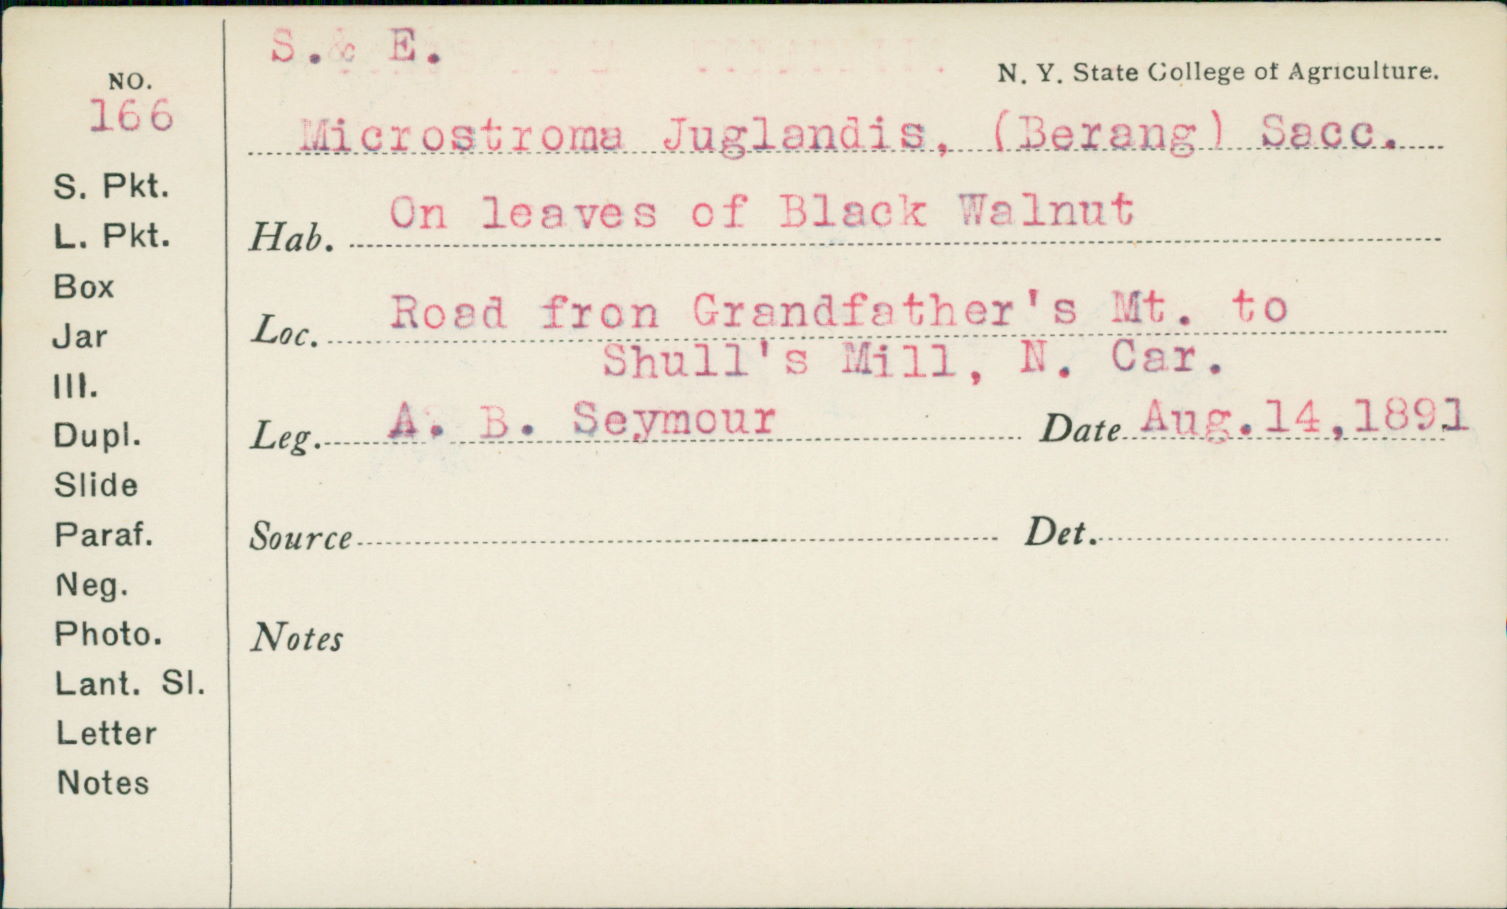 S. & E.
N. Y. State College of Agriculture.
NO.
166
Microstroma Juglandis, (Berang) Sacc.
S. Pkt.
L. Pkt.
Box
Jar
Ill.
Dupl.
Slide
Paraf.
Neg.
Photo.
Lant. Sl.
Letter
Notes
Hab. On leaves of Black Walnut
Loc. Road fron Grandfather's Mt. to
Shull's Mill, N. Car.
Leg. A. B. Seymour Date Aug.14,1891
Source Det.
Notes